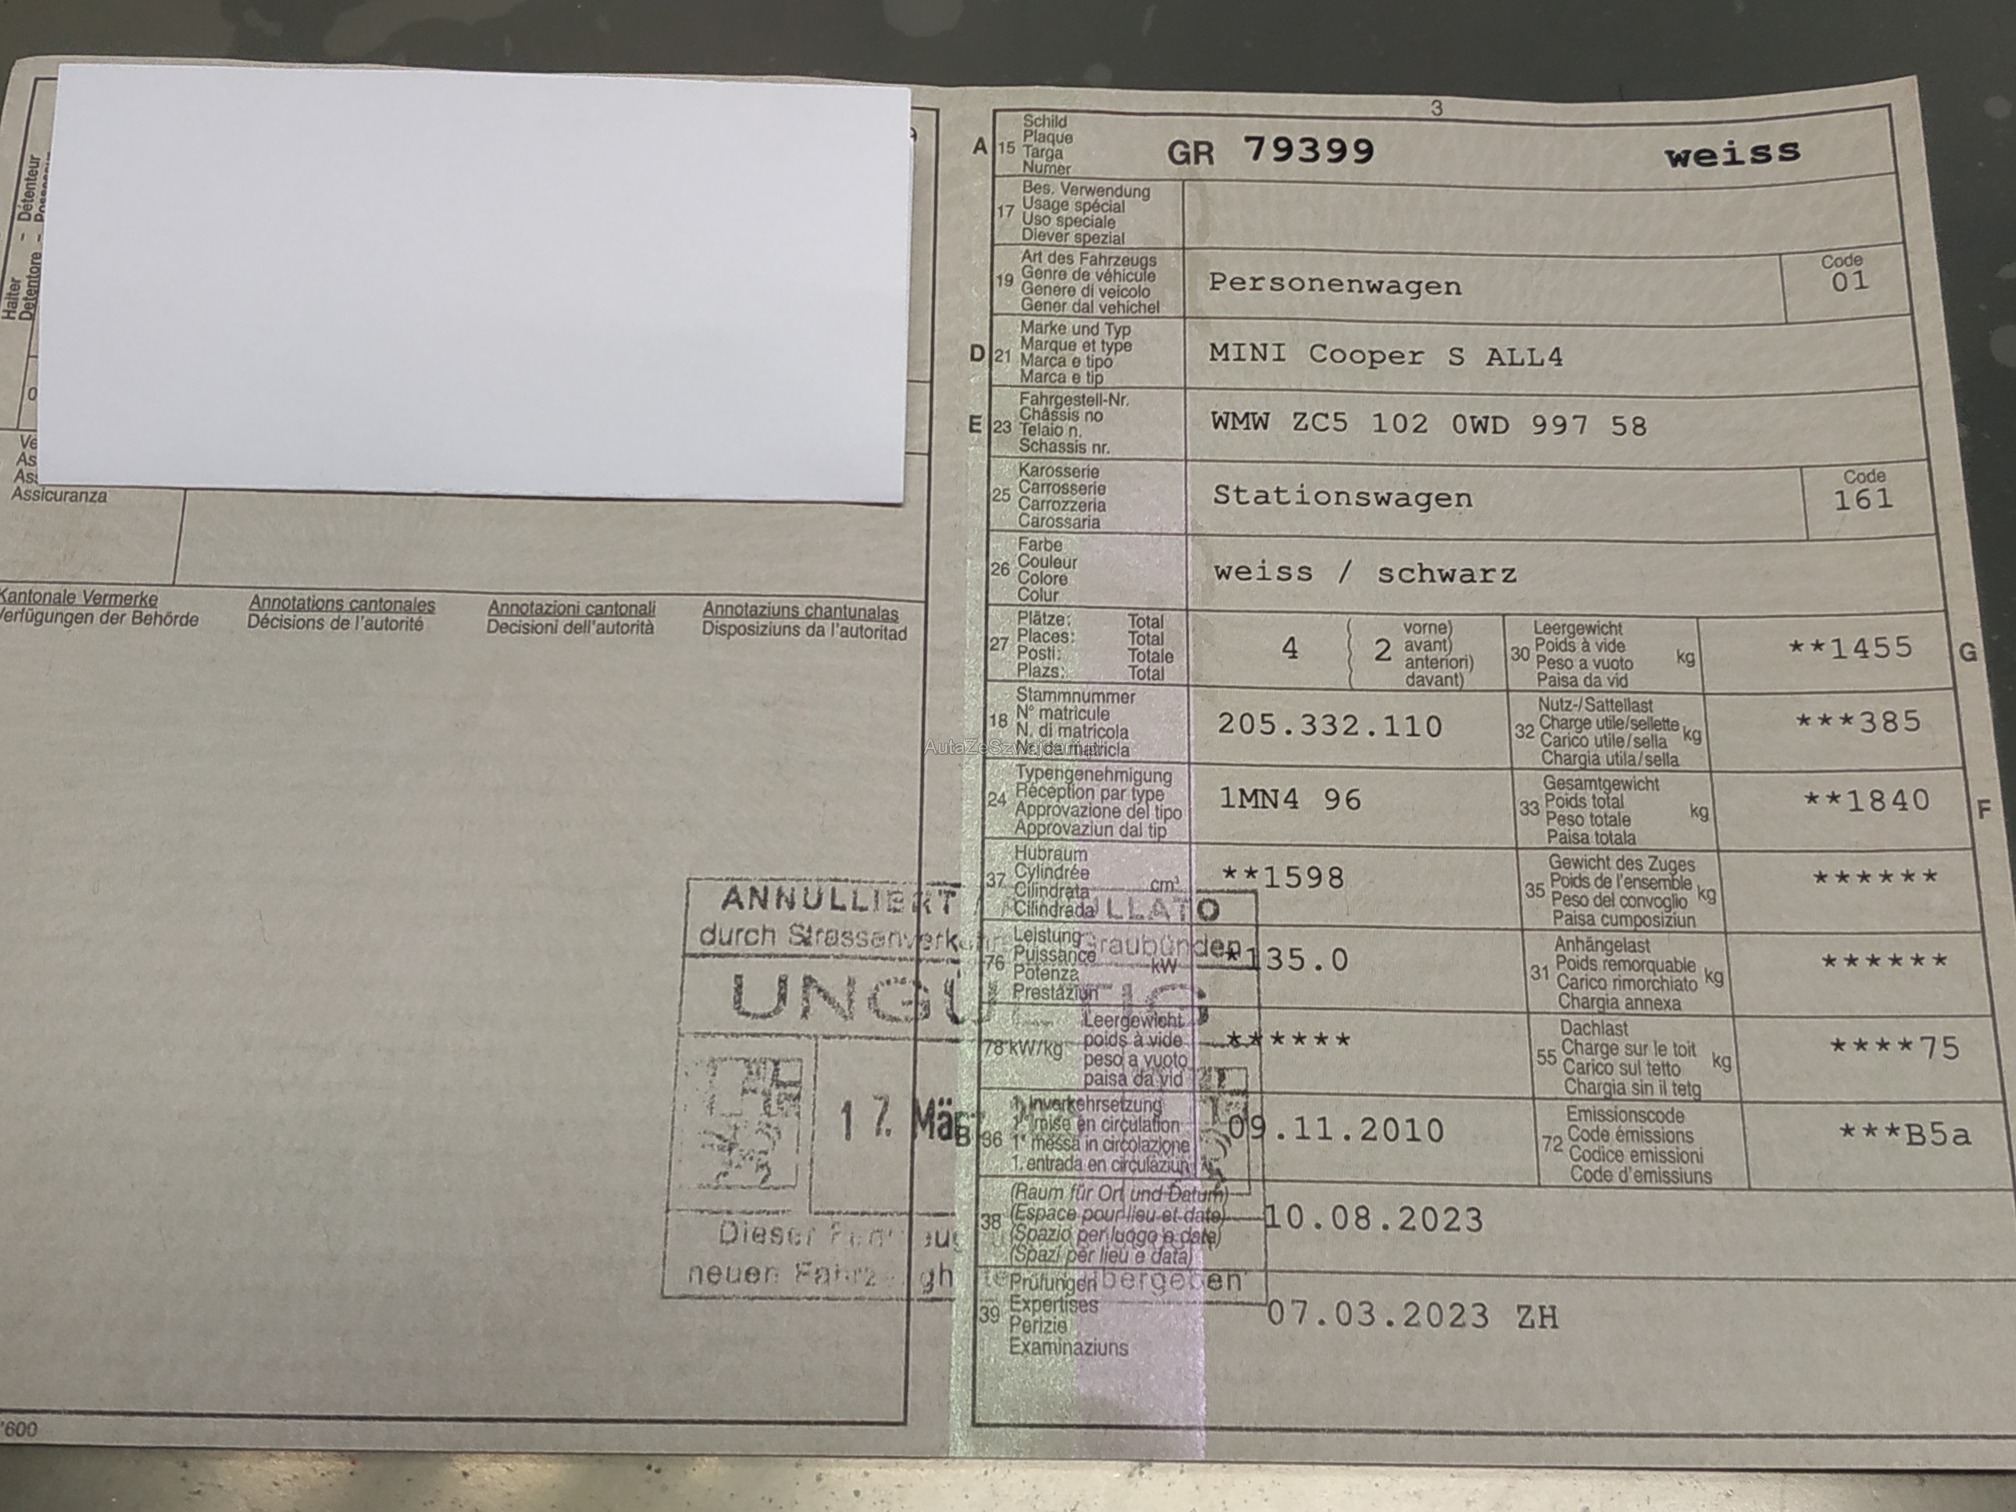 Halter - Détenteur
Detentore -
Assicuranza
Kantonale Vermerke Annotations cantonales Annotazioni cantonali Annotaziuns chantunalas
Verfügungen der Behörde Décisions de l'autorité Decisioni dell'autorità Disposiziuns da l'autoritad
ANNULLIERT
durch
17. Mär
Dieser
neuen
'600
3
A 15 Schild
Plaque
Targa
Numer
GR 79399 weiss
17 Bes. Verwendung
Usage spécial
Uso speciale
Diever spezial
19 Art des Fahrzeugs
Genre de véhicule
Genere di veicolo
Gener dal vehichel
Personenwagen
Code
01
D 21 Marke und Typ
Marque et type
Marca e tipo
Marca e tip
MINI Cooper S ALL4
E 23 Fahrgestell-Nr.
Châssis no
Telaio n.
Schassis nr.
WMW ZC5 102 0WD 997 58
25 Karosserie
Carrosserie
Carrozzeria
Carossaria
Stationswagen
Code
161
26 Farbe
Couleur
Colore
Colur
weiss / schwarz
27 Plätze: Total
Places: Total
Posti: Totale
Plazs: Total
4 ( 2 vorne)
avant)
anteriori)
davant)
30 Leergewicht
Poids à vide
Peso a vuoto
Paisa da vid
kg
**1455
G
18 Stammnummer
N° matricule
N. di matricola
Nr. da matricla
205.332.110
32 Nutz-/Sattellast
Charge utile/sellette
Carico utile/sella
Chargia utila/sella
kg
***385
AutaZeSzwajcarii.pl
24 Typengenehmigung
Réception par type
Approvazione del tipo
Approvaziun dal tip
1MN4 96
33 Gesamtgewicht
Poids total
Peso totale
Paisa totala
kg
**1840
F
37 Hubraum
Cylindrée
Cilindrata
Cilindrada
cm³
**1598
35 Gewicht des Zuges
Poids de l'ensemble
Peso del convoglio
Paisa cumposiziun
kg
******
Graubünden
76 Leistung
Puissance
Potenza
Prestaziun
kW
*135.0
31 Anhängelast
Poids remorquable
Carico rimorchiato
Chargia annexa
kg
******
78 kW/kg Leergewicht
poids à vide
peso a vuoto
paisa da vid
******
55 Dachlast
Charge sur le toit
Carico sul tetto
Chargia sin il tetg
kg
****75
B 36 1. Inverkehrsetzung
1re mise en circulation
1a messa in circolazione
1. entrada en circulaziun
09.11.2010
72 Emissionscode
Code émissions
Codice emissioni
Code d'emissiuns
***B5a
38 (Raum für Ort und Datum)
(Espace pour lieu et date)
(Spazio per luogo e data)
(Spazi per lieu e data)
10.08.2023
39 Prüfungen
Expertises
Perizie
Examinaziuns
07.03.2023 ZH